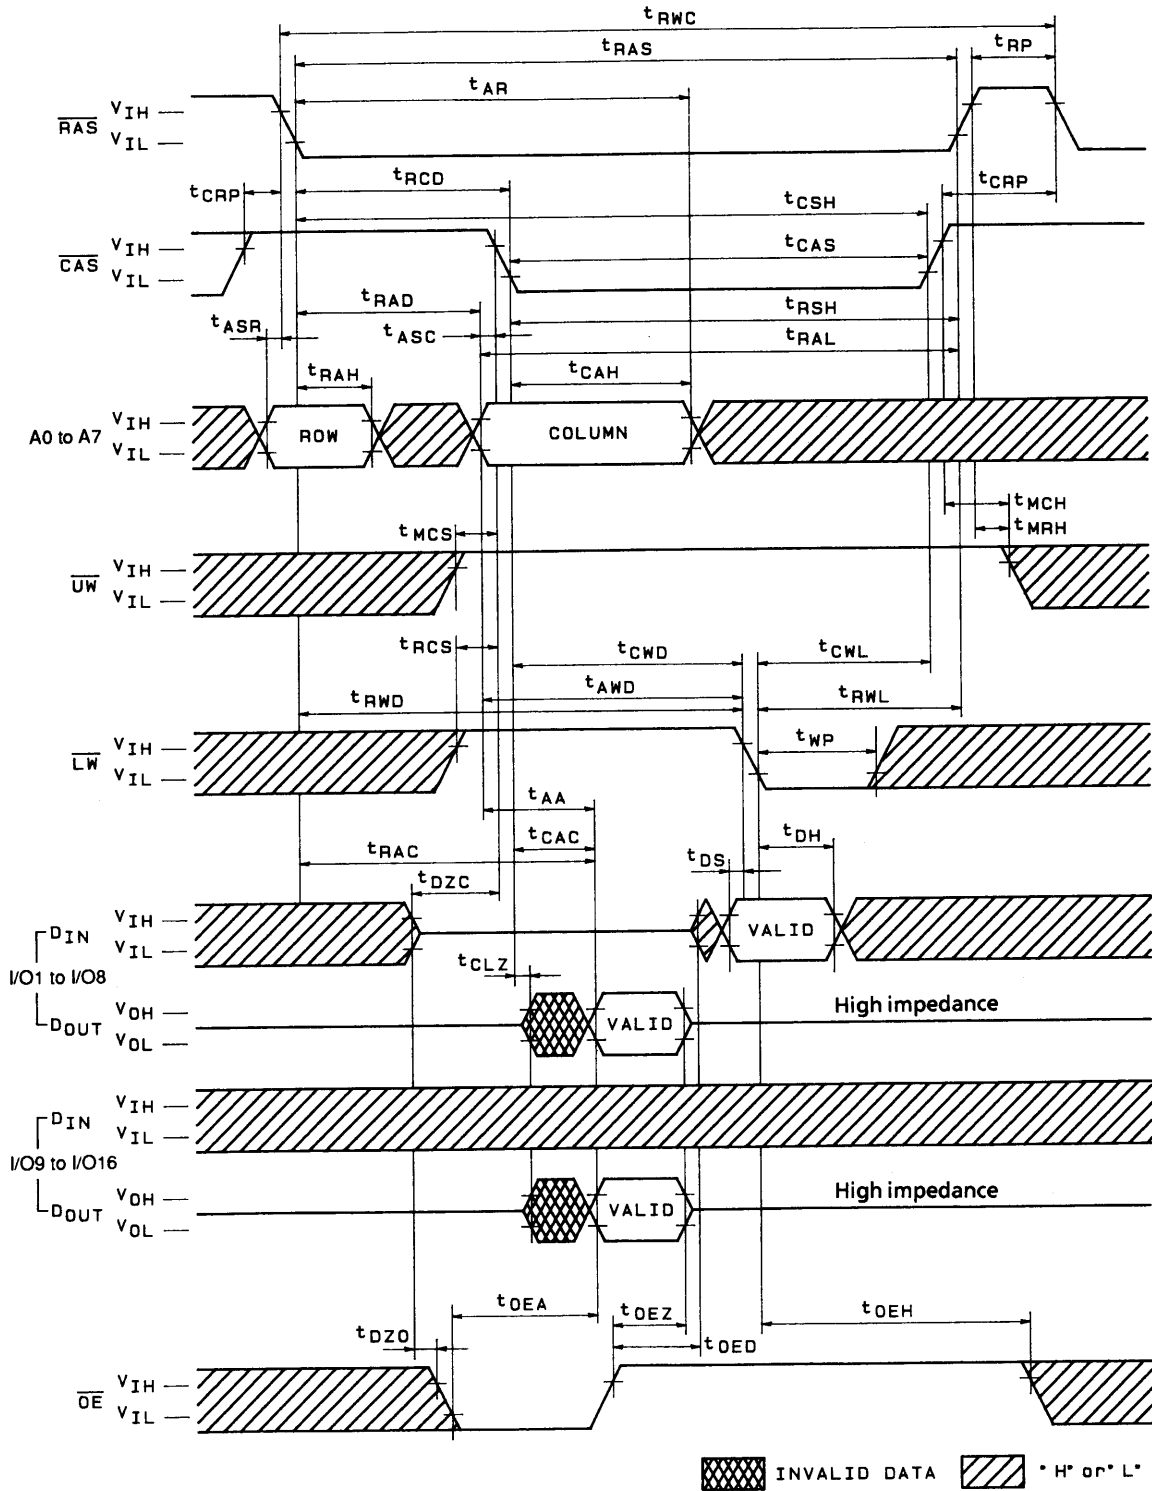 tRWC
tRAS
tRP
tAR
RAS
VIH
VIL
tCRP
tRCD
tCRP
tCSH
CAS
VIH
VIL
tCAS
tRAD
tRSH
tASR
tASC
tRAL
tRAH
tCAH
A0 to A7
VIH
VIL
ROW
COLUMN
tMCH
tMCS
tMRH
UW
VIH
VIL
tRCS
tCWD
tCWL
tAWD
tRWD
tRWL
LW
VIH
VIL
tWP
tAA
tCAC
tDH
tRAC
tDS
tDZC
DIN
VIH
VIL
VALID
I/O1 to I/O8
tCLZ
DOUT
VOH
VOL
VALID
High impedance
DIN
VIH
VIL
I/O9 to I/O16
DOUT
VOH
VOL
VALID
High impedance
tOEA
tOEZ
tOEH
tDZO
tOED
OE
VIH
VIL
INVALID DATA
"H" or "L"